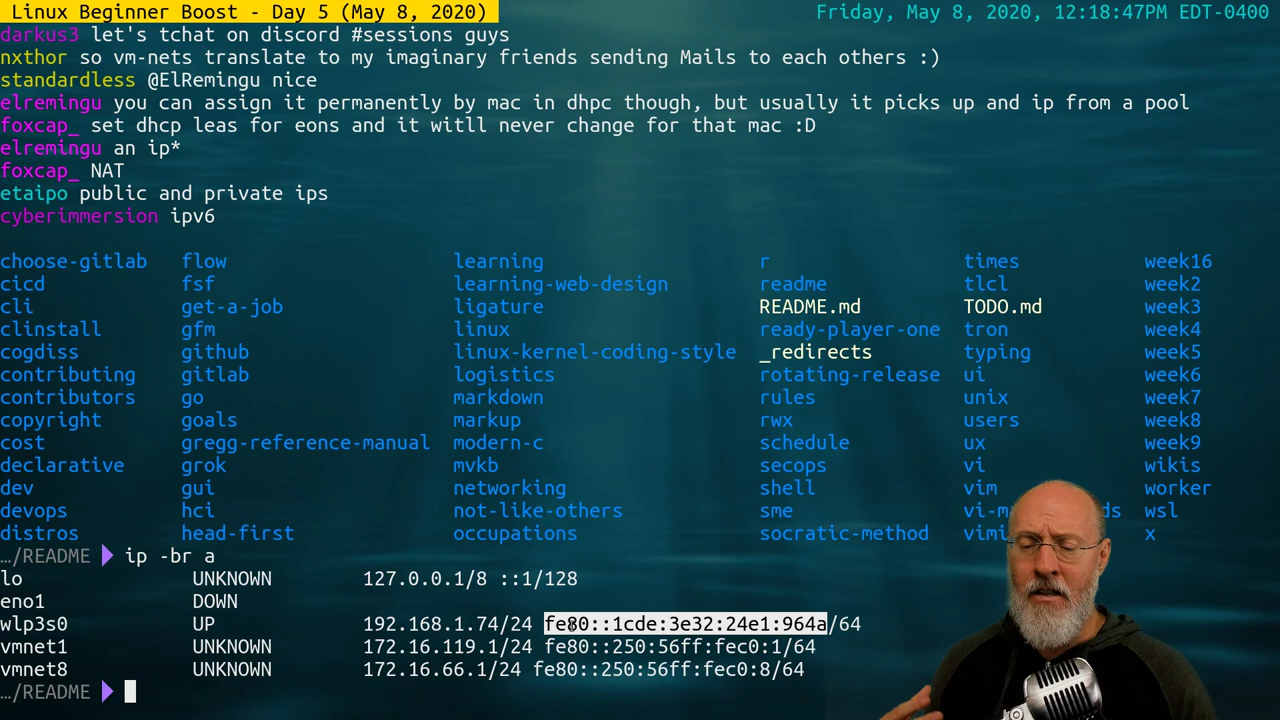 Linux Beginner Boost - Day 5 (May 8, 2020) Friday, May 8, 2020, 12:18:47PM EDT-0400
darkus3 let's tchat on discord #sessions guys
nxthor so vm-nets translate to my imaginary friends sending Mails to each others :)
standardless @ElRemingu nice
elremingu you can assign it permanently by mac in dhpc though, but usually it picks up and ip from a pool
foxcap_ set dhcp leas for eons and it witll never change for that mac :D
elremingu an ip*
foxcap_ NAT
etaipo public and private ips
cyberimmersion ipv6
choose-gitlab flow learning r times week16
cicd fsf learning-web-design readme tlcl week2
cli get-a-job ligature README.md TODO.md week3
clinstall gfm linux ready-player-one tron week4
cogdiss github linux-kernel-coding-style _redirects typing week5
contributing gitlab logistics rotating-release ui week6
contributors go markdown rules unix week7
copyright goals markup rwx users week8
cost gregg-reference-manual modern-c schedule ux week9
declarative grok mvkb secops vi wikis
dev gui networking shell vim worker
devops hci not-like-others sme vi-m ds wsl
distros head-first occupations socratic-method vimi x
…/README ip -br a
lo UNKNOWN 127.0.0.1/8 ::1/128
eno1 DOWN
wlp3s0 UP 192.168.1.74/24 fe80::1cde:3e32:24e1:964a/64
vmnet1 UNKNOWN 172.16.119.1/24 fe80::250:56ff:fec0:1/64
vmnet8 UNKNOWN 172.16.66.1/24 fe80::250:56ff:fec0:8/64
…/README